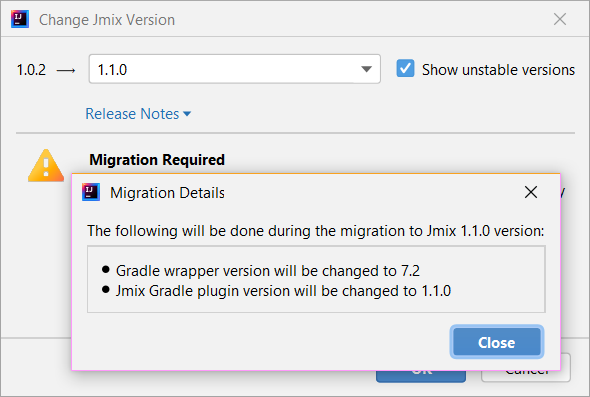 Change Jmix Version
1.0.2 → 1.1.0 Show unstable versions
Release Notes
Migration Required
Migration Details
The following will be done during the migration to Jmix 1.1.0 version:
● Gradle wrapper version will be changed to 7.2
● Jmix Gradle plugin version will be changed to 1.1.0
Close
Cancel